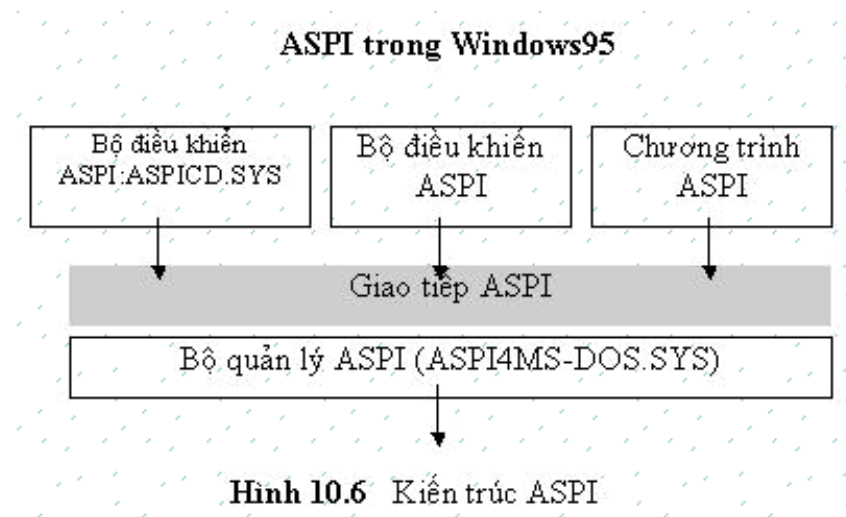 ASPI trong Windows95
Bộ điều khiển
ASPI:ASPICD.SYS
Bộ điều khiển
ASPI
Chương trình
ASPI
Giao tiếp ASPI
Bộ quản lý ASPI (ASPI4MS-DOS.SYS)
Hình 10.6 Kiến trúc ASPI